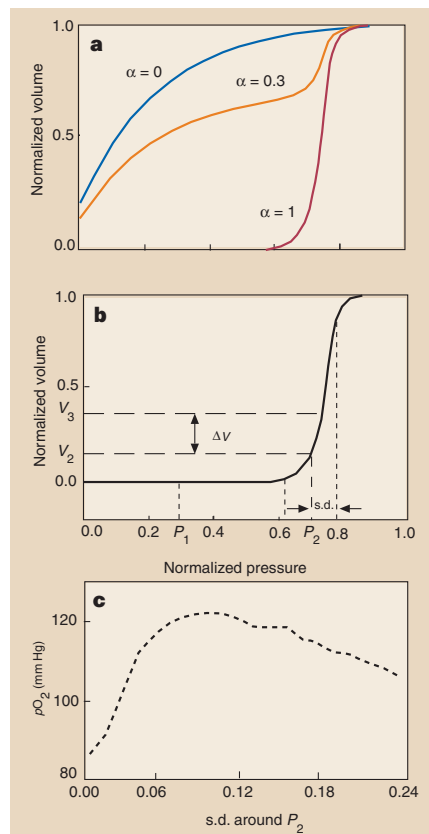 a
1.0
0.5
0.0
Normalized volume
α = 0
α = 0.3
α = 1
b
1.0
0.5
V3
V2
0.0
Normalized volume
ΔV
s.d.
0.0 0.2 P1 0.4 0.6 P2 0.8 1.0
Normalized pressure
c
120
100
80
pO2 (mm Hg)
0.00 0.06 0.12 0.18 0.24
s.d. around P2